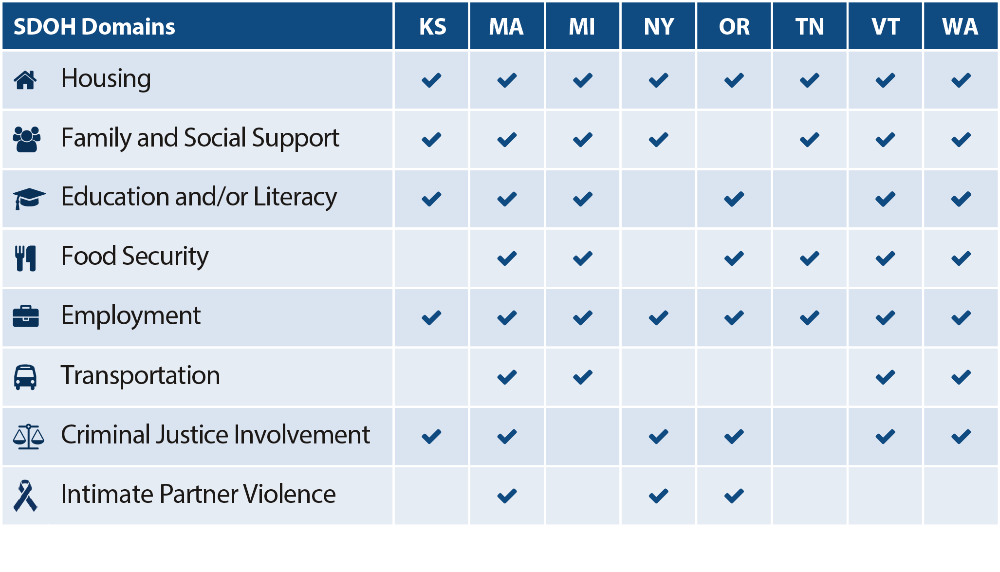 SDOH Domains KS MA MI NY OR TN VT WA
Housing ✔ ✔ ✔ ✔ ✔ ✔ ✔ ✔
Family and Social Support ✔ ✔ ✔ ✔ ✔ ✔ ✔
Education and/or Literacy ✔ ✔ ✔ ✔ ✔ ✔
Food Security ✔ ✔ ✔ ✔ ✔ ✔
Employment ✔ ✔ ✔ ✔ ✔ ✔ ✔ ✔
Transportation ✔ ✔ ✔ ✔
Criminal Justice Involvement ✔ ✔ ✔ ✔ ✔ ✔
Intimate Partner Violence ✔ ✔ ✔